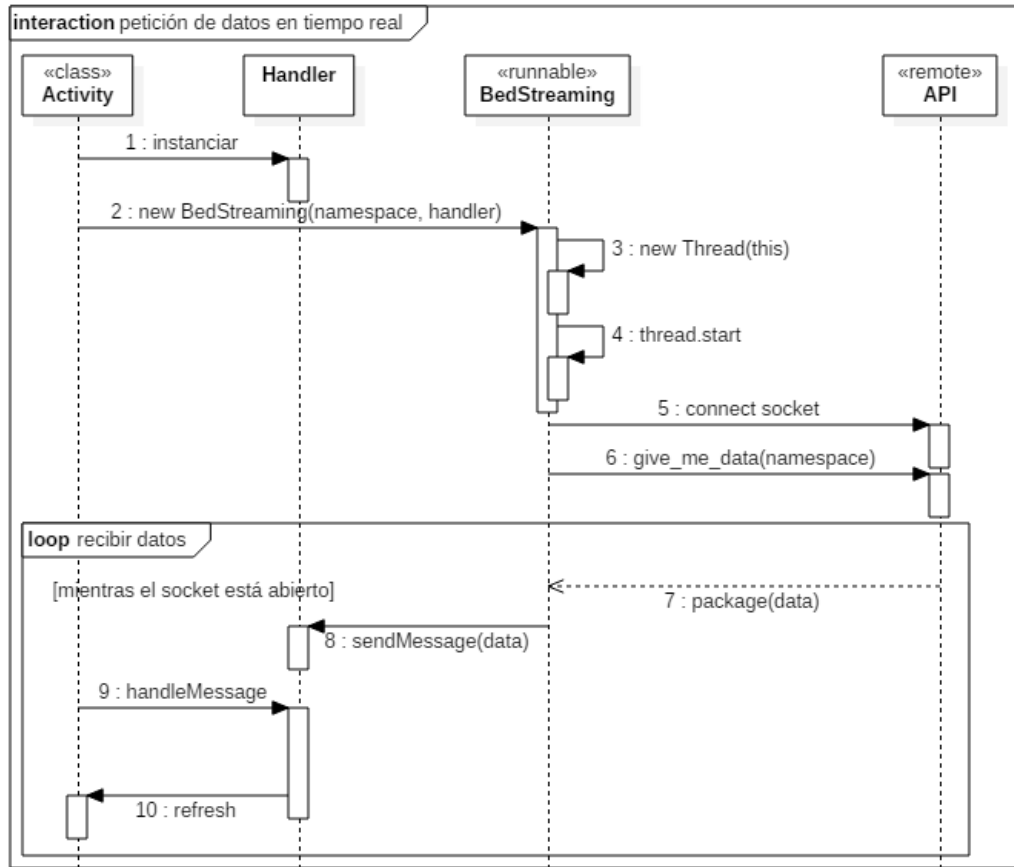 interaction petición de datos en tiempo real
«class»
Activity
Handler
«runnable»
BedStreaming
«remote»
API
1 : instanciar
2 : new BedStreaming(namespace, handler)
3 : new Thread(this)
4 : thread.start
5 : connect socket
6 : give_me_data(namespace)
loop recibir datos
[mientras el socket está abierto]
7 : package(data)
8 : sendMessage(data)
9 : handleMessage
10 : refresh